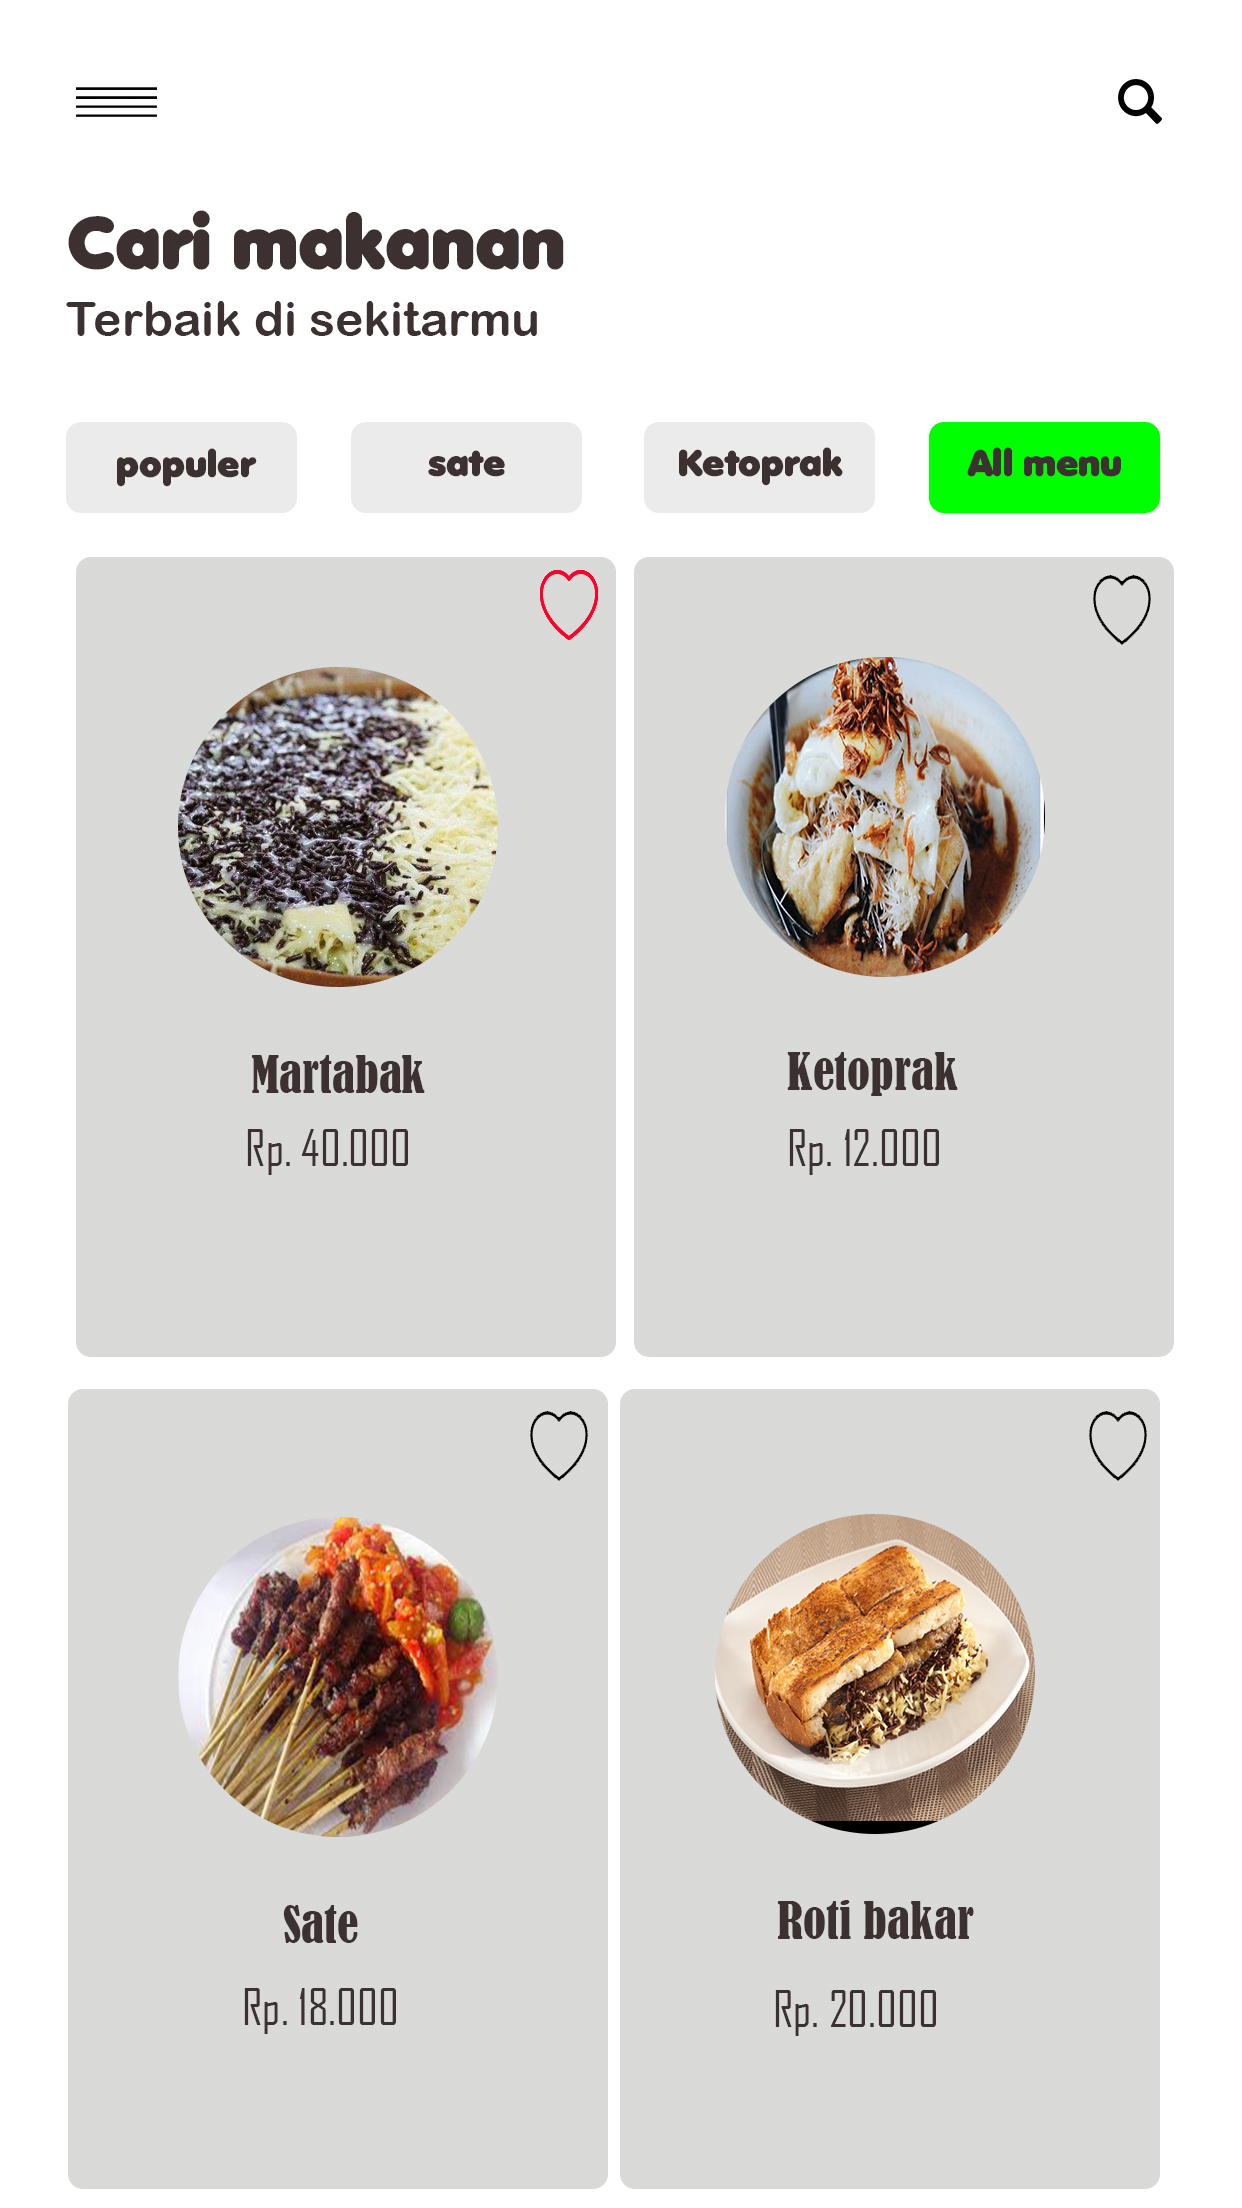 Cari makanan
Terbaik di sekitarmu
populer
sate
Ketoprak
All menu
Martabak
Rp. 40.000
Ketoprak
Rp. 12.000
Sate
Rp. 18.000
Roti bakar
Rp. 20.000